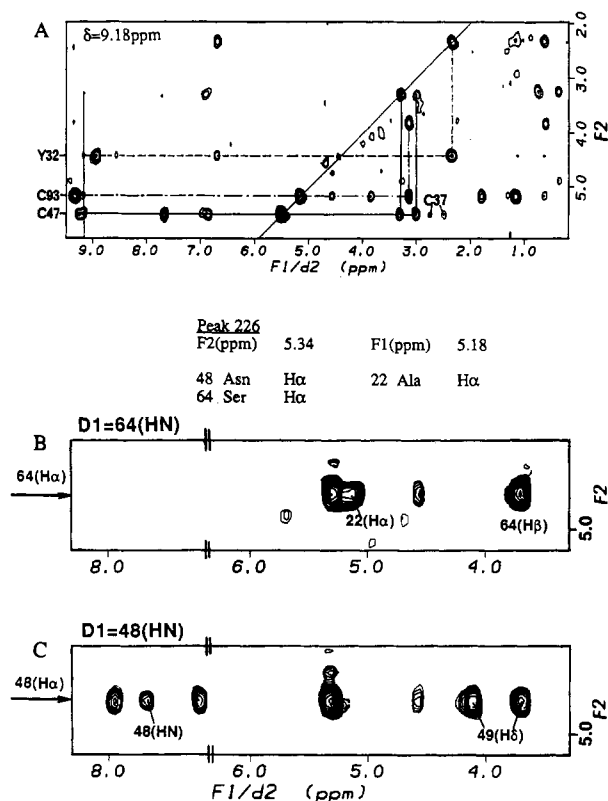 A
δ=9.18ppm
2.0
3.0
4.0
5.0
F2
Y32
C93
C47
C37
9.0 8.0 7.0 6.0 5.0 4.0 3.0 2.0 1.0
F1/d2 (ppm)
Peak 226
F2(ppm) 5.34 F1(ppm) 5.18
48 Asn Hα 22 Ala Hα
64 Ser Hα
B
D1=64(HN)
64(Hα)
22(Hα)
64(Hβ)
5.0
F2
8.0 6.0 5.0 4.0
D1=48(HN)
C
48(Hα)
48(HN)
49(Hδ)
5.0
F2
8.0 6.0 5.0 4.0
F1/d2 (ppm)